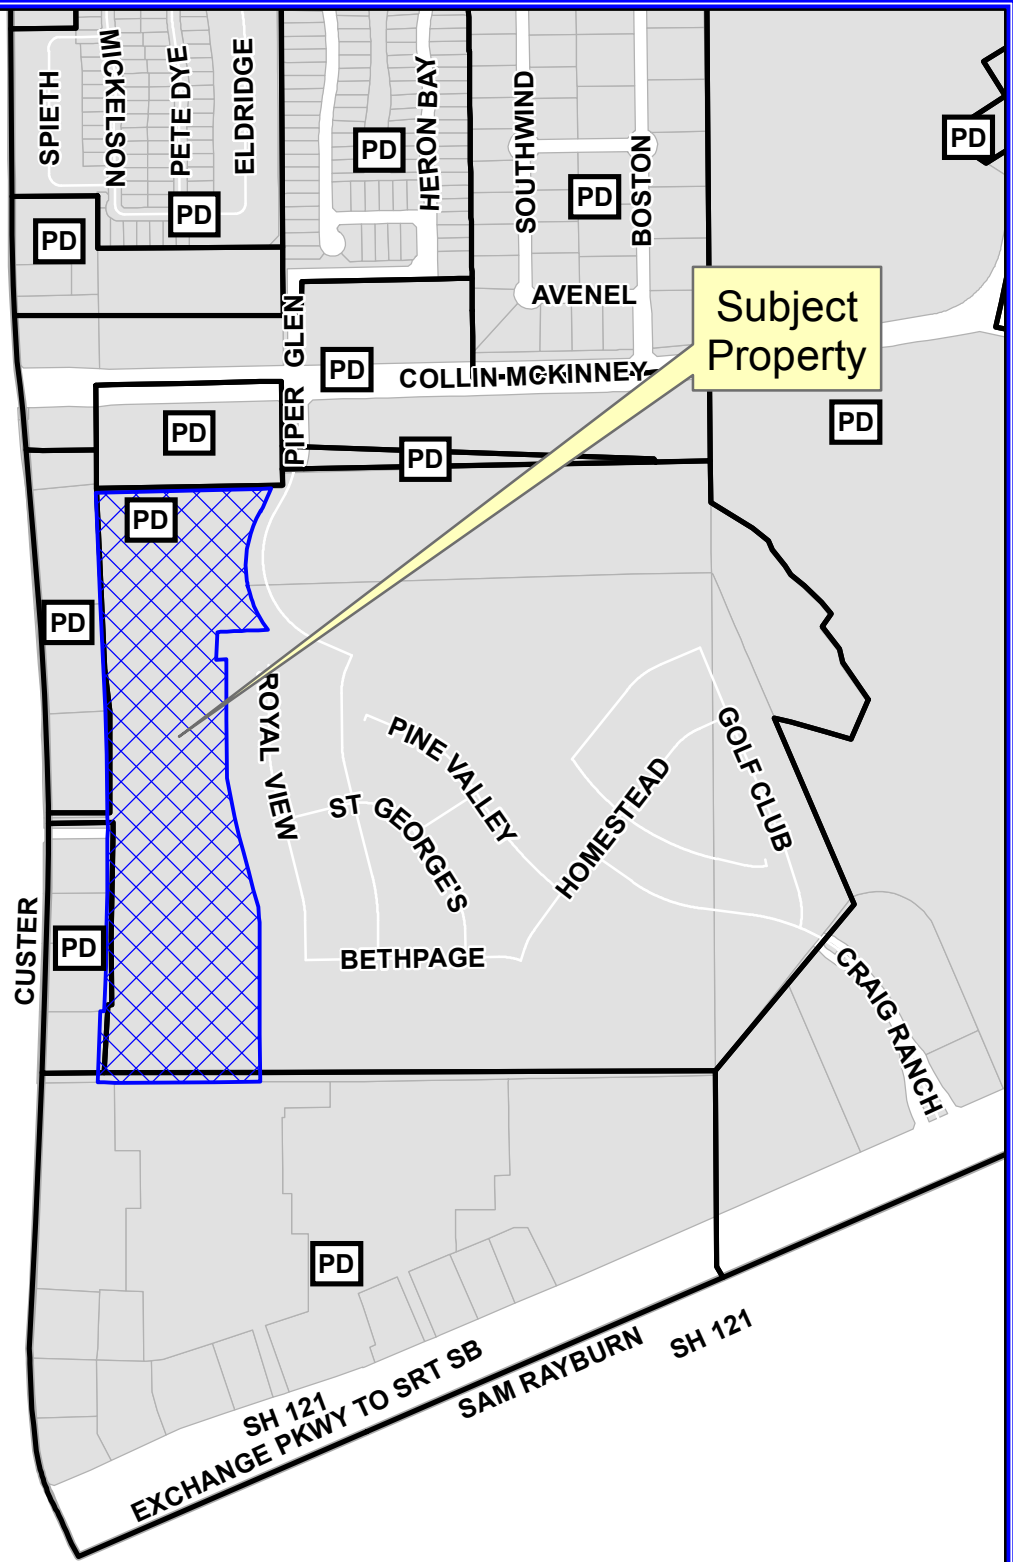 SPIETH
MICKELSON
PETE DYE
ELDRIDGE
HERON BAY
SOUTHWIND
BOSTON
PD
PD
PD
PD
PD
AVENEL
PIPER GLEN
Subject
Property
PD
COLLIN MCKINNEY
PD
PD
PD
PD
PD
ROYAL VIEW
PINE VALLEY
GOLF CLUB
ST GEORGE'S
HOMESTEAD
CUSTER
PD
BETHPAGE
CRAIG RANCH
PD
SH 121
EXCHANGE PKWY TO SRT SB
SAM RAYBURN
SH 121